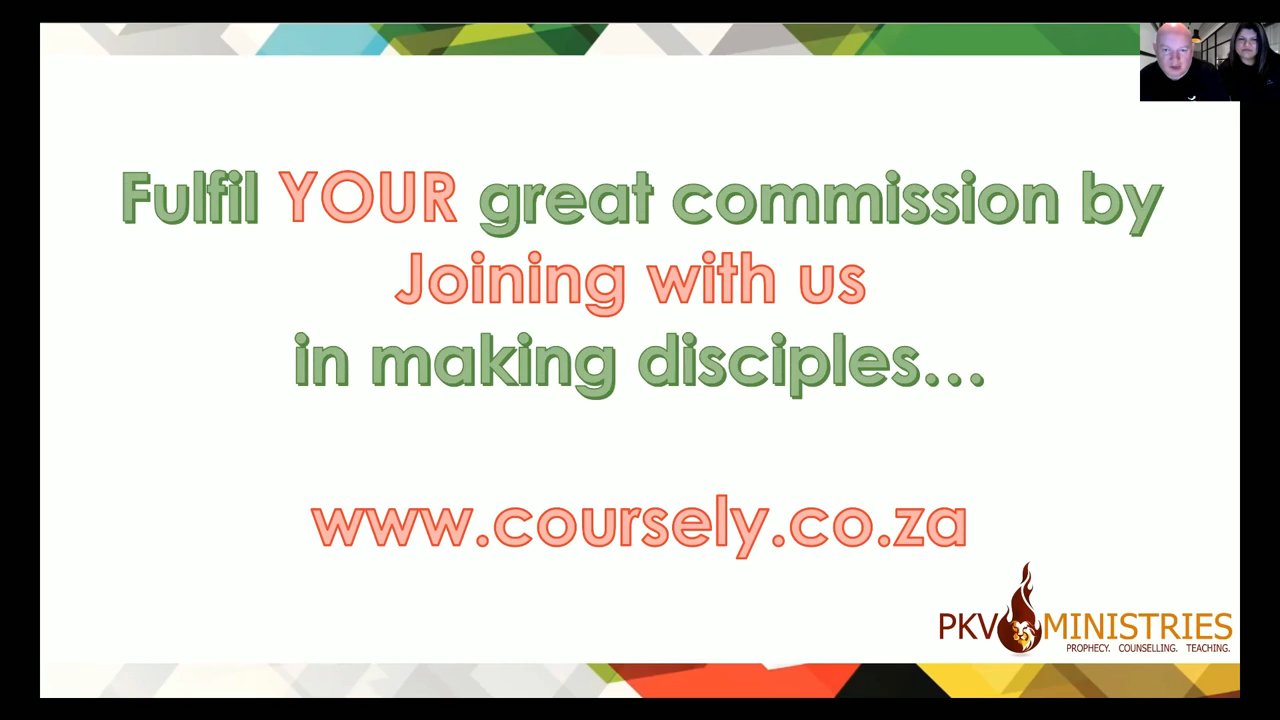 Fulfil YOUR great commission by
Joining with us
in making disciples...
www.coursely.co.za
PKV MINISTRIES
PROPHECY. COUNSELLING. TEACHING.